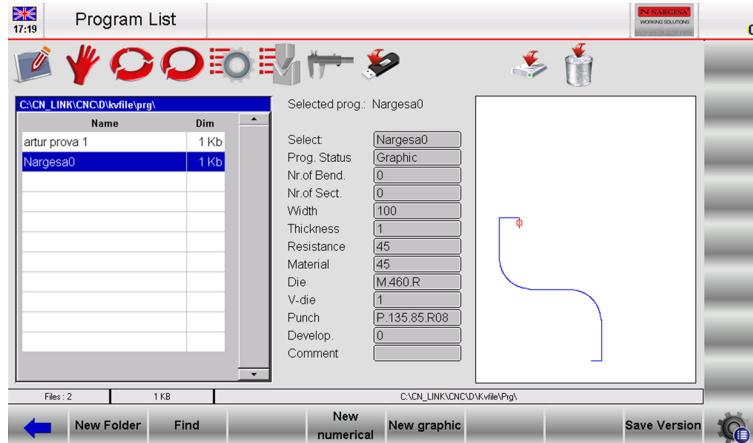 17:19
Program List
N NARGESA
WORKING SOLUTIONS
C:\CN_LINK\CNC\D\kvfile\prg\
Name Dim
artur prova 1 1 Kb
Nargesa0 1 Kb
Selected prog.: Nargesa0
Select: Nargesa0
Prog. Status Graphic
Nr.of Bend. 0
Nr.of Sect. 0
Width 100
Thickness 1
Resistance 45
Material 45
Die M.460.R
V-die 1
Punch P.135.85.R08
Develop. 0
Comment
Files : 2 1 KB C:\CN_LINK\CNC\D\Kvfile\Prg\
New Folder Find New numerical New graphic Save Version